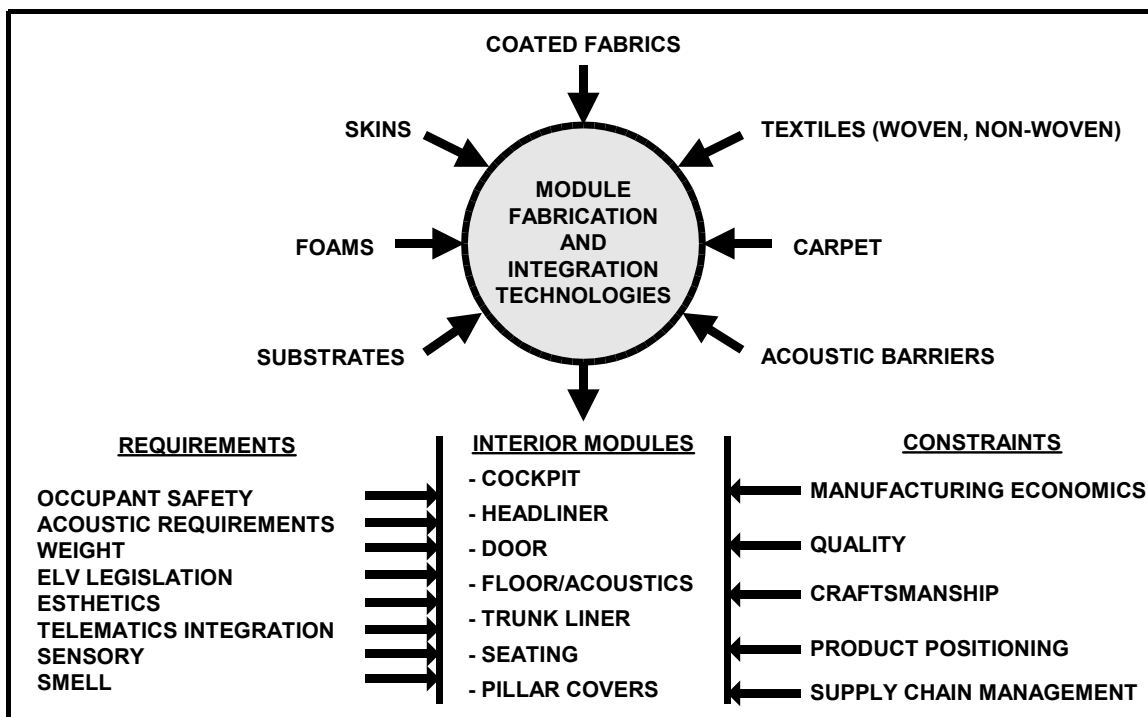 COATED FABRICS
SKINS
TEXTILES (WOVEN, NON-WOVEN)
MODULE
FABRICATION
AND
INTEGRATION
TECHNOLOGIES
FOAMS
CARPET
SUBSTRATES
ACOUSTIC BARRIERS
REQUIREMENTS
OCCUPANT SAFETY
ACOUSTIC REQUIREMENTS
WEIGHT
ELV LEGISLATION
ESTHETICS
TELEMATICS INTEGRATION
SENSORY
SMELL
INTERIOR MODULES
- COCKPIT
- HEADLINER
- DOOR
- FLOOR/ACOUSTICS
- TRUNK LINER
- SEATING
- PILLAR COVERS
CONSTRAINTS
MANUFACTURING ECONOMICS
QUALITY
CRAFTSMANSHIP
PRODUCT POSITIONING
SUPPLY CHAIN MANAGEMENT